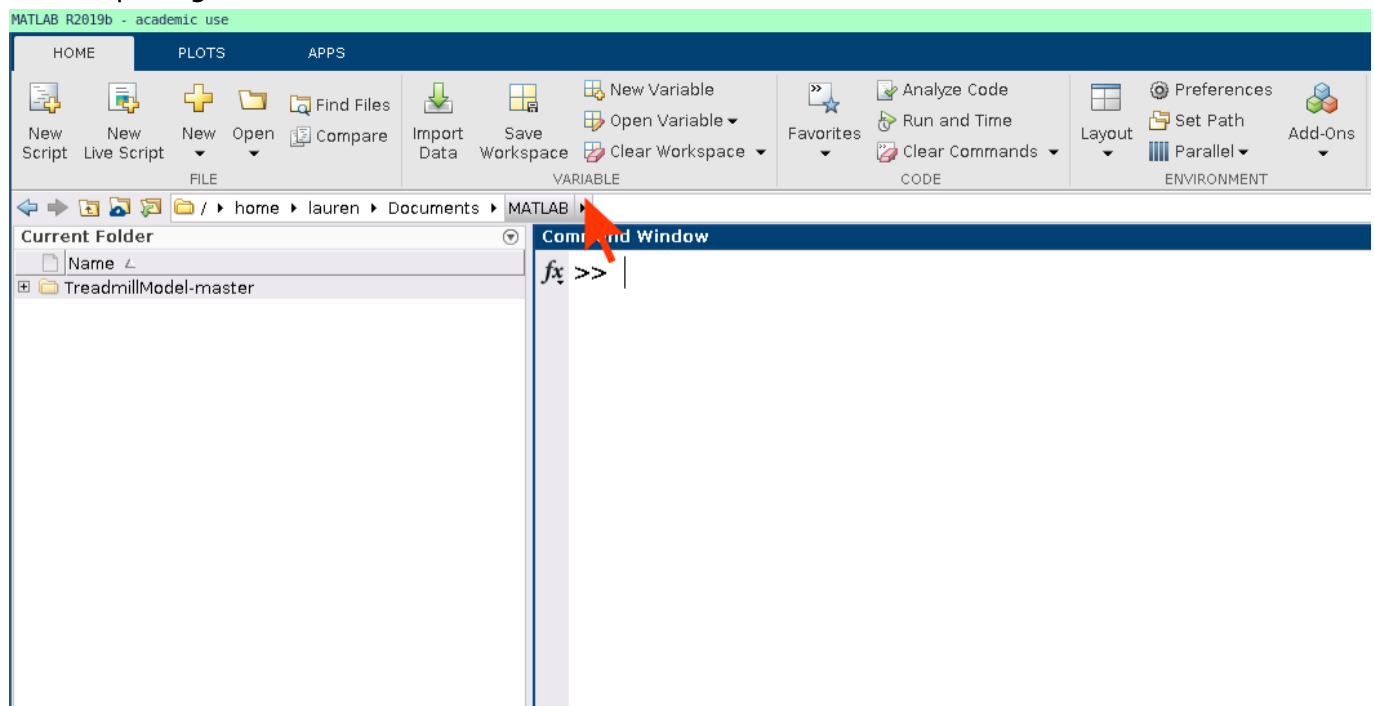 MATLAB R2019b - academic use
HOME PLOTS APPS
New Script
New Live Script
New
Open
Find Files
Compare
FILE
Import Data
Save Workspace
New Variable
Open Variable
Clear Workspace
VARIABLE
Favorites
Analyze Code
Run and Time
Clear Commands
CODE
Layout
Preferences
Set Path
Parallel
ENVIRONMENT
Add-Ons
/ home lauren Documents MATLAB
Current Folder
Name
TreadmillModel-master
Command Window
fx >>